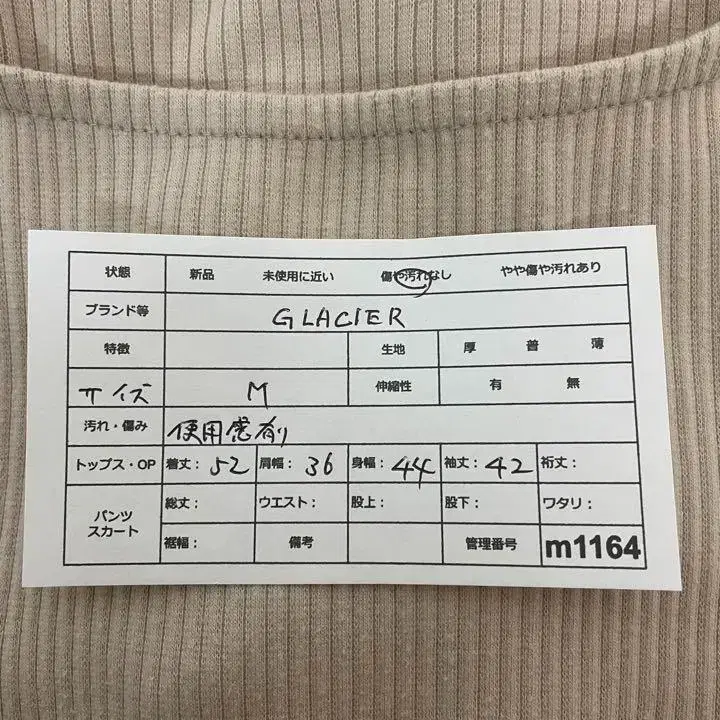 状態 新品 未使用に近い 傷や汚れなし やや傷や汚れあり
ブランド等 GLACIER
特徴 生地 厚 普 薄
サイズ M 伸縮性 有 無
汚れ・傷み 使用感有り
トップス・OP 着丈： 52 肩幅： 36 身幅： 44 袖丈： 42 裄丈：
パンツ スカート 総丈： ウエスト： 股上： 股下： ワタリ：
裾幅： 備考 管理番号 m1164